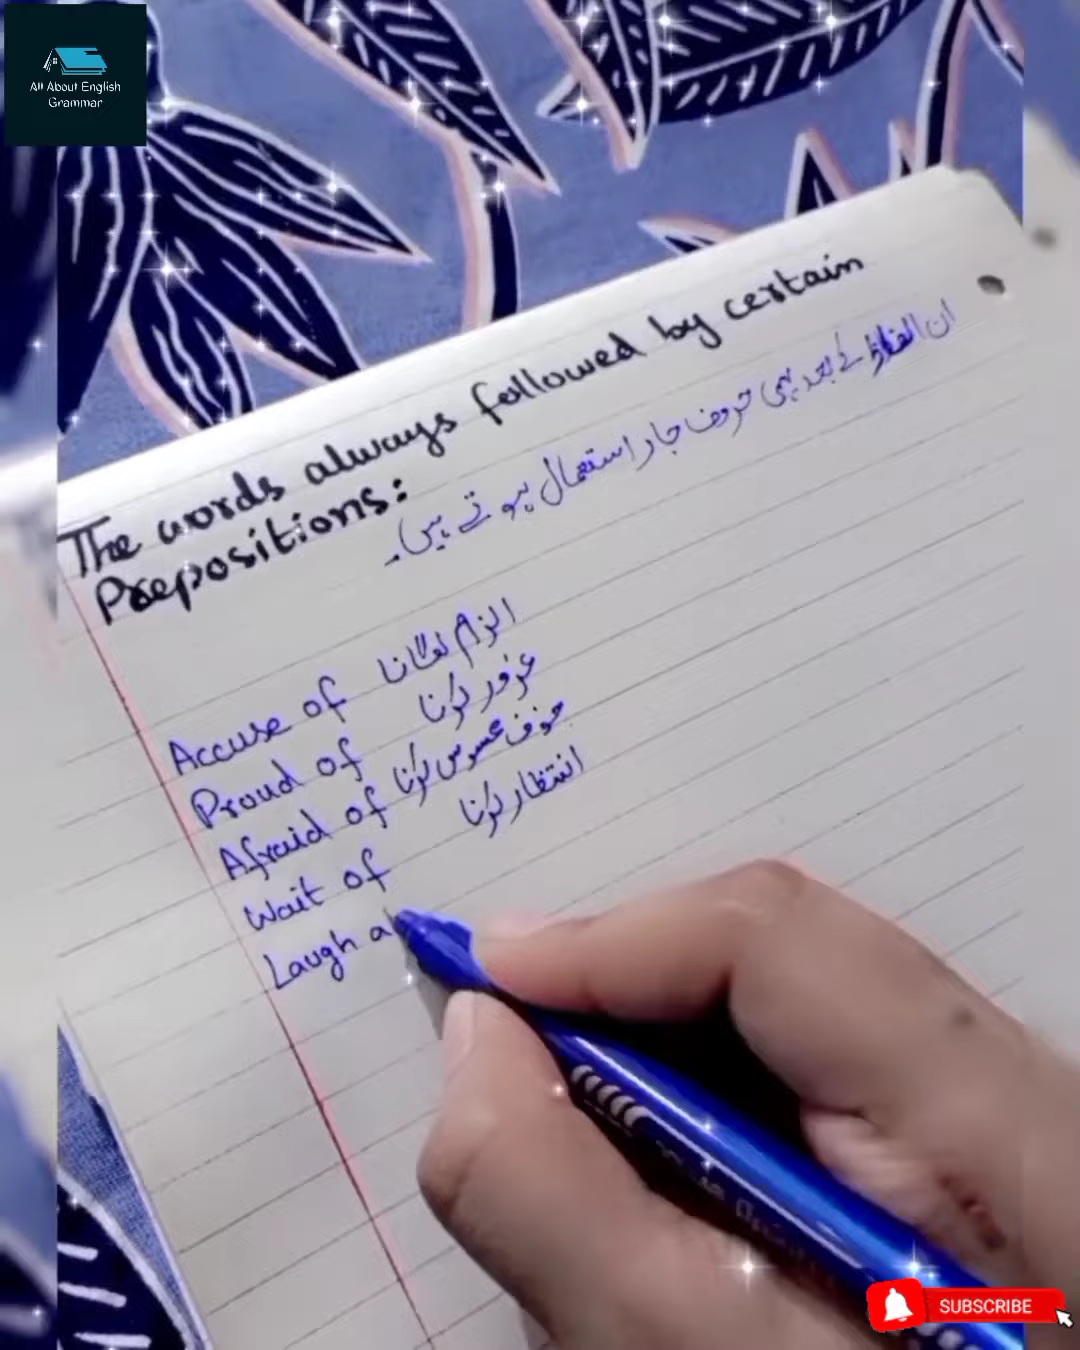 All About English
Grammar
The words always followed by certain
Prepositions:
ان الفاظ کے بعد یہی حروف جار استعمال ہوتے ہیں۔
Accuse of الزام لگانا
Proud of غرور کرنا
Afraid of خوف محسوس کرنا
Wait of انتظار کرنا
Laugh a
SUBSCRIBE